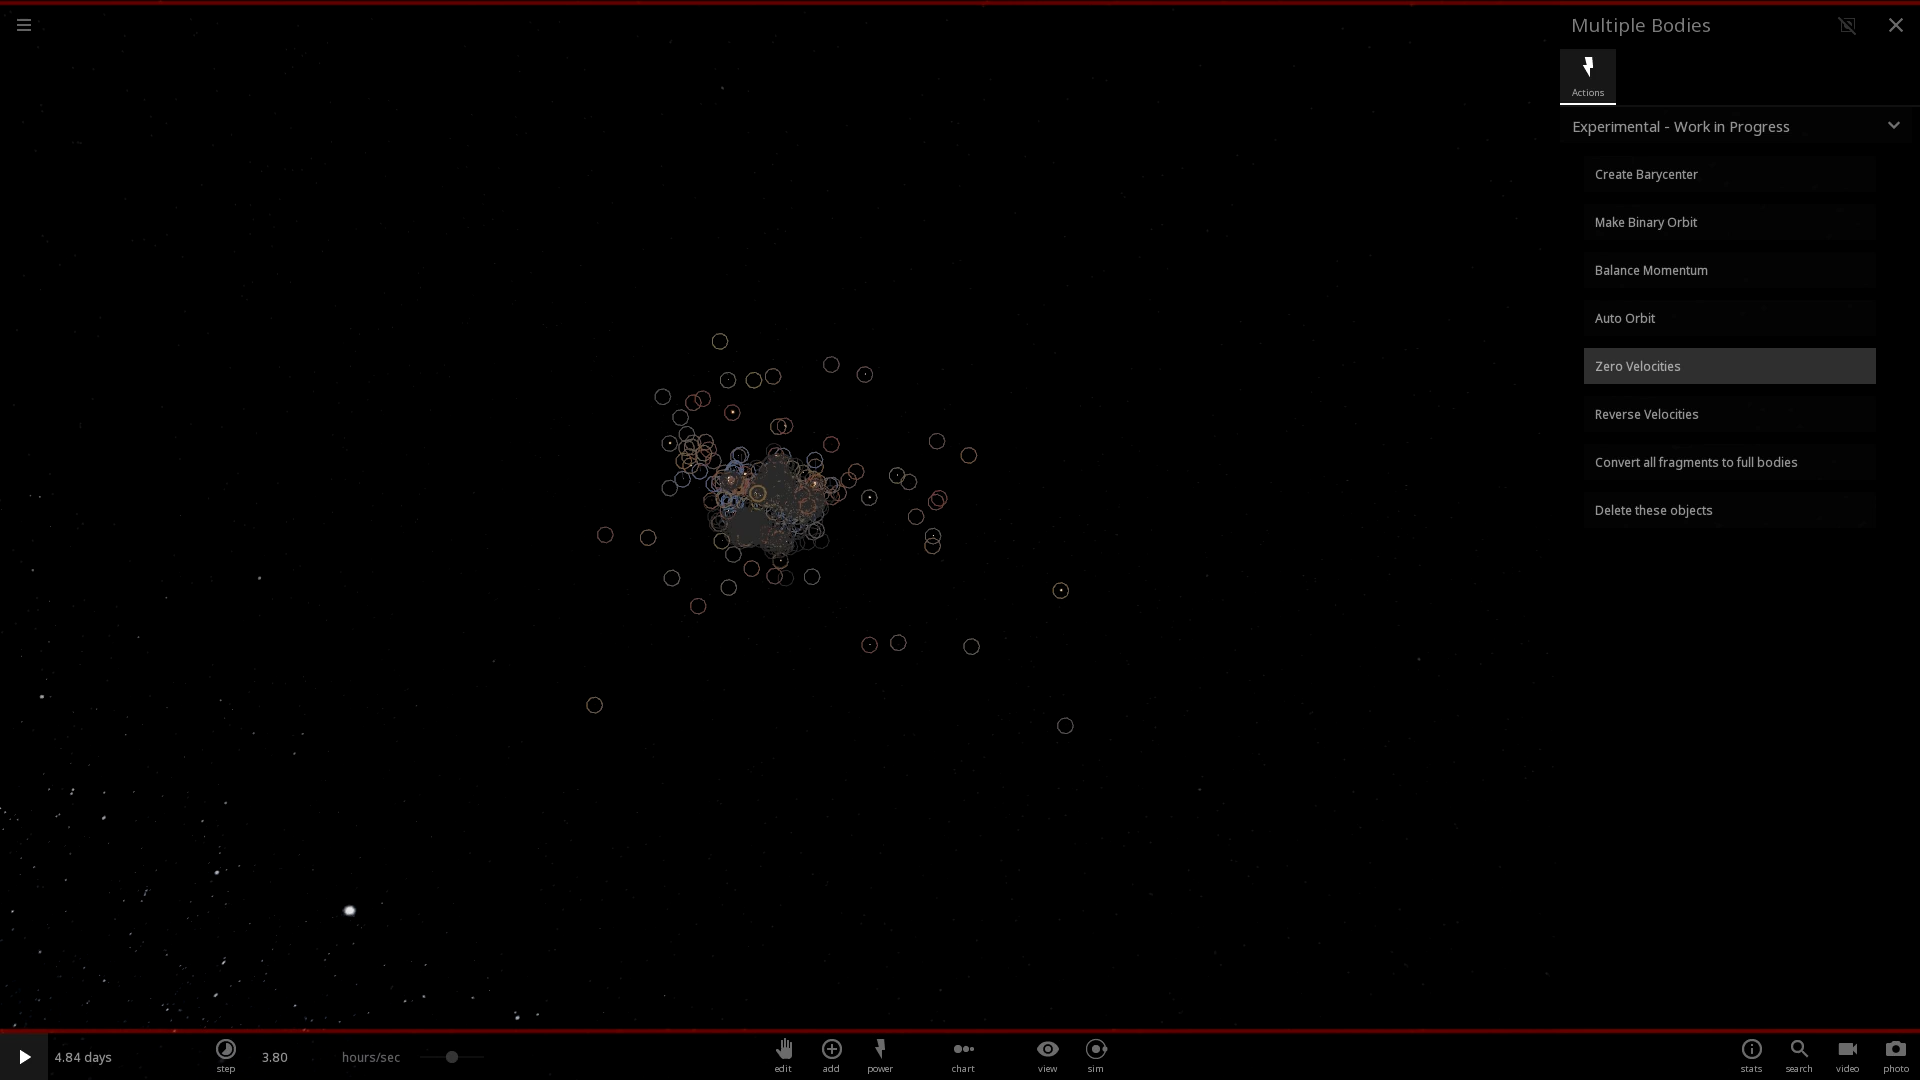 Multiple Bodies
Actions
Experimental - Work in Progress
Create Barycenter
Make Binary Orbit
Balance Momentum
Auto Orbit
Zero Velocities
Reverse Velocities
Convert all fragments to full bodies
Delete these objects
4.84 days
step
3.80
hours/sec
edit
add
power
chart
view
sim
stats
search
video
photo